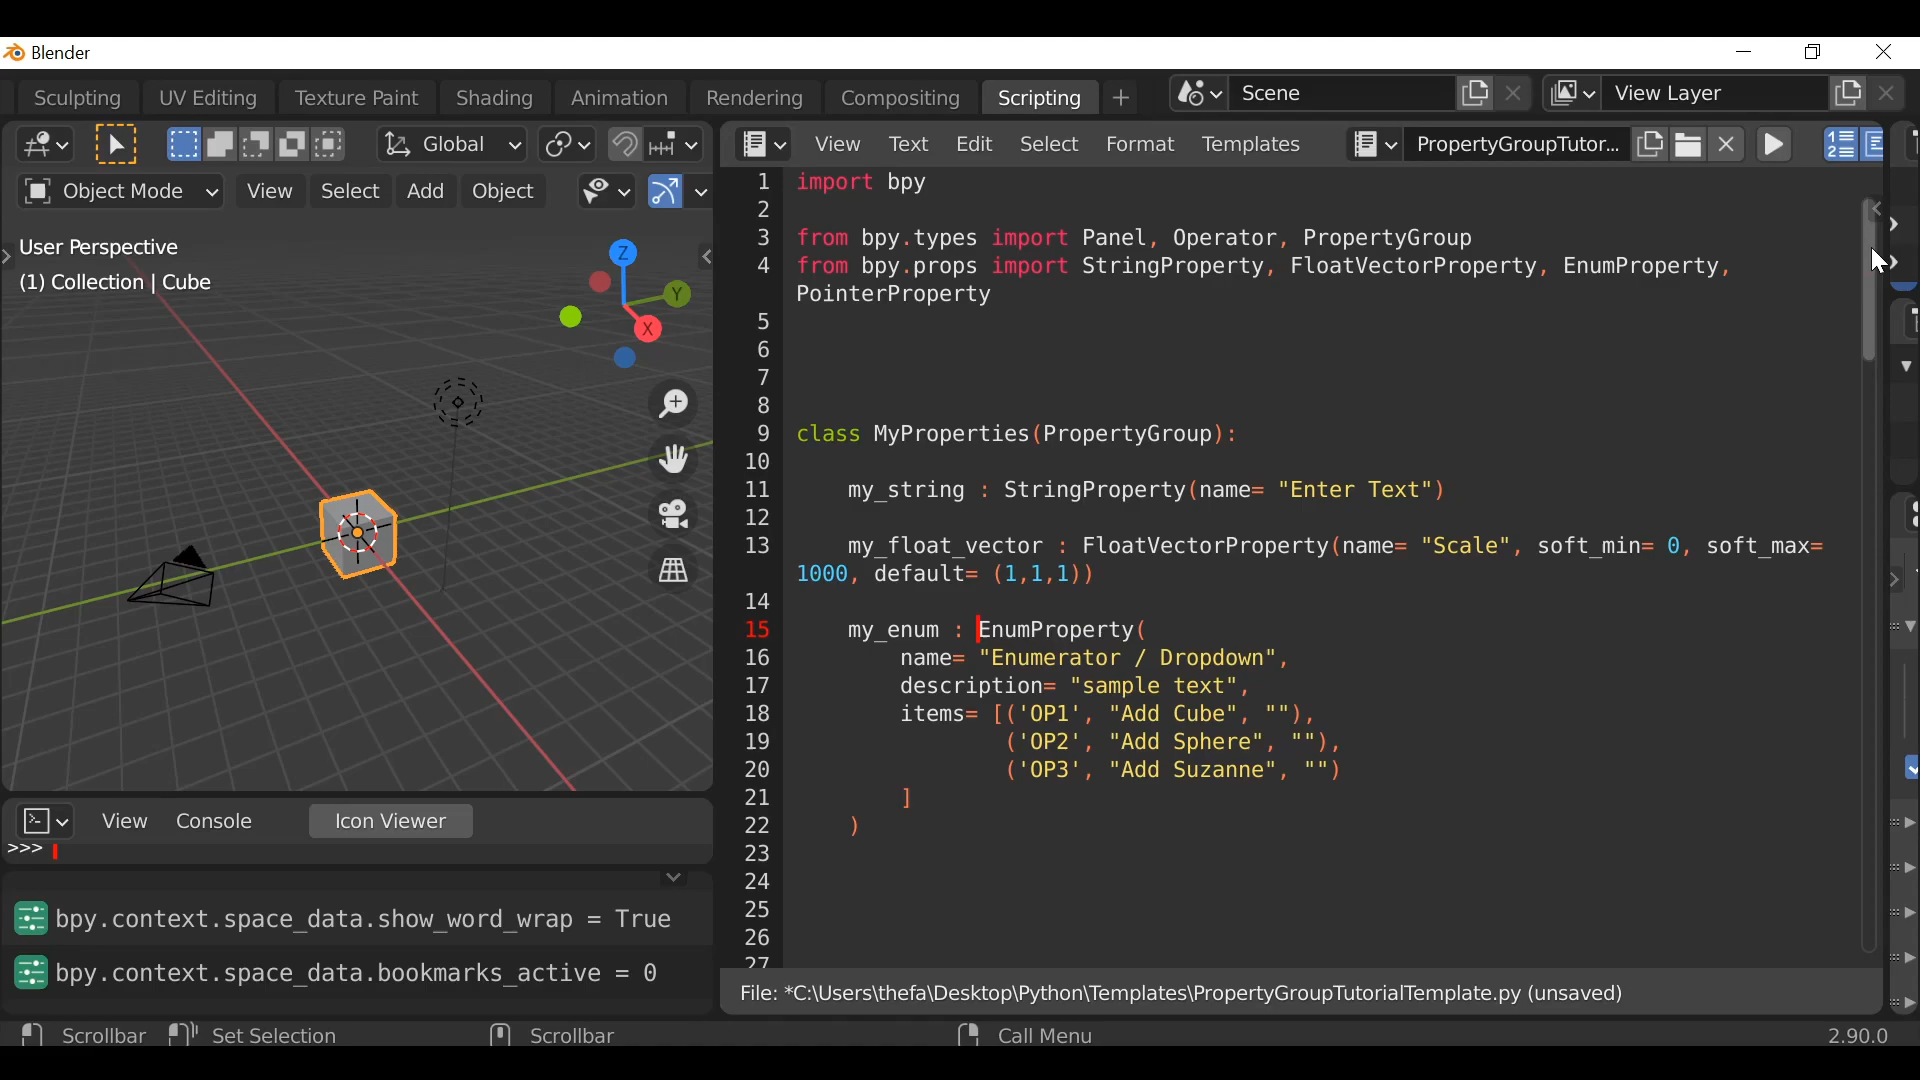 Blender
Sculpting UV Editing Texture Paint Shading Animation Rendering Compositing Scripting + Scene View Layer
Global View Text Edit Select Format Templates PropertyGroupTutor...
Object Mode View Select Add Object
User Perspective
(1) Collection | Cube
Z
Y
X
1 import bpy
2
3 from bpy.types import Panel, Operator, PropertyGroup
4 from bpy.props import StringProperty, FloatVectorProperty, EnumProperty,
PointerProperty
5
6
7
8
9 class MyProperties(PropertyGroup):
10
11 my_string : StringProperty(name= "Enter Text")
12
13 my_float_vector : FloatVectorProperty(name= "Scale", soft_min= 0, soft_max=
1000, default= (1,1,1))
14
15 my_enum : EnumProperty(
16 name= "Enumerator / Dropdown",
17 description= "sample text",
18 items= [('OP1', "Add Cube", ""),
19 ('OP2', "Add Sphere", ""),
20 ('OP3', "Add Suzanne", "")
21 ]
22 )
23
24
25
26
27
View Console Icon Viewer
>>>
bpy.context.space_data.show_word_wrap = True
bpy.context.space_data.bookmarks_active = 0
File: *C:\Users\thefa\Desktop\Python\Templates\PropertyGroupTutorialTemplate.py (unsaved)
Scrollbar Set Selection Scrollbar Call Menu 2.90.0